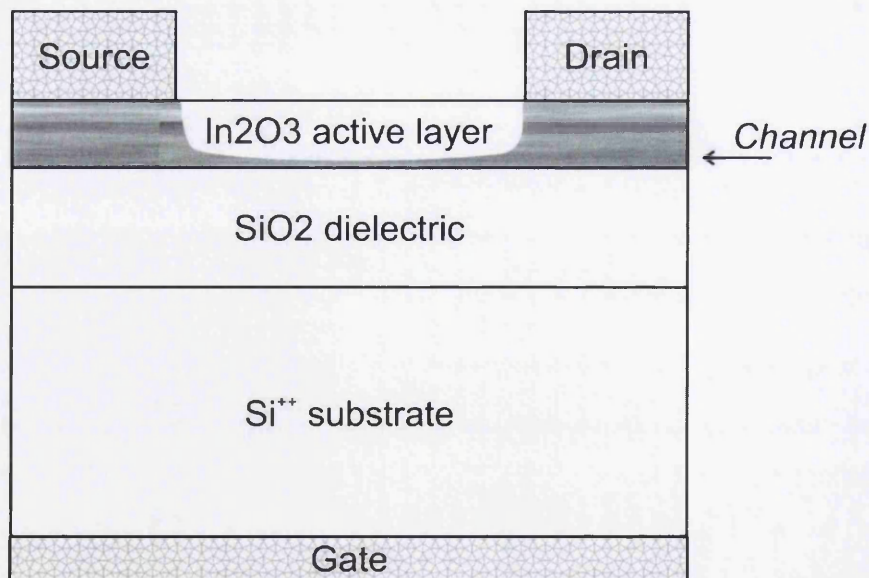 Source
Drain
In2O3 active layer
Channel
SiO2 dielectric
Si⁺⁺ substrate
Gate